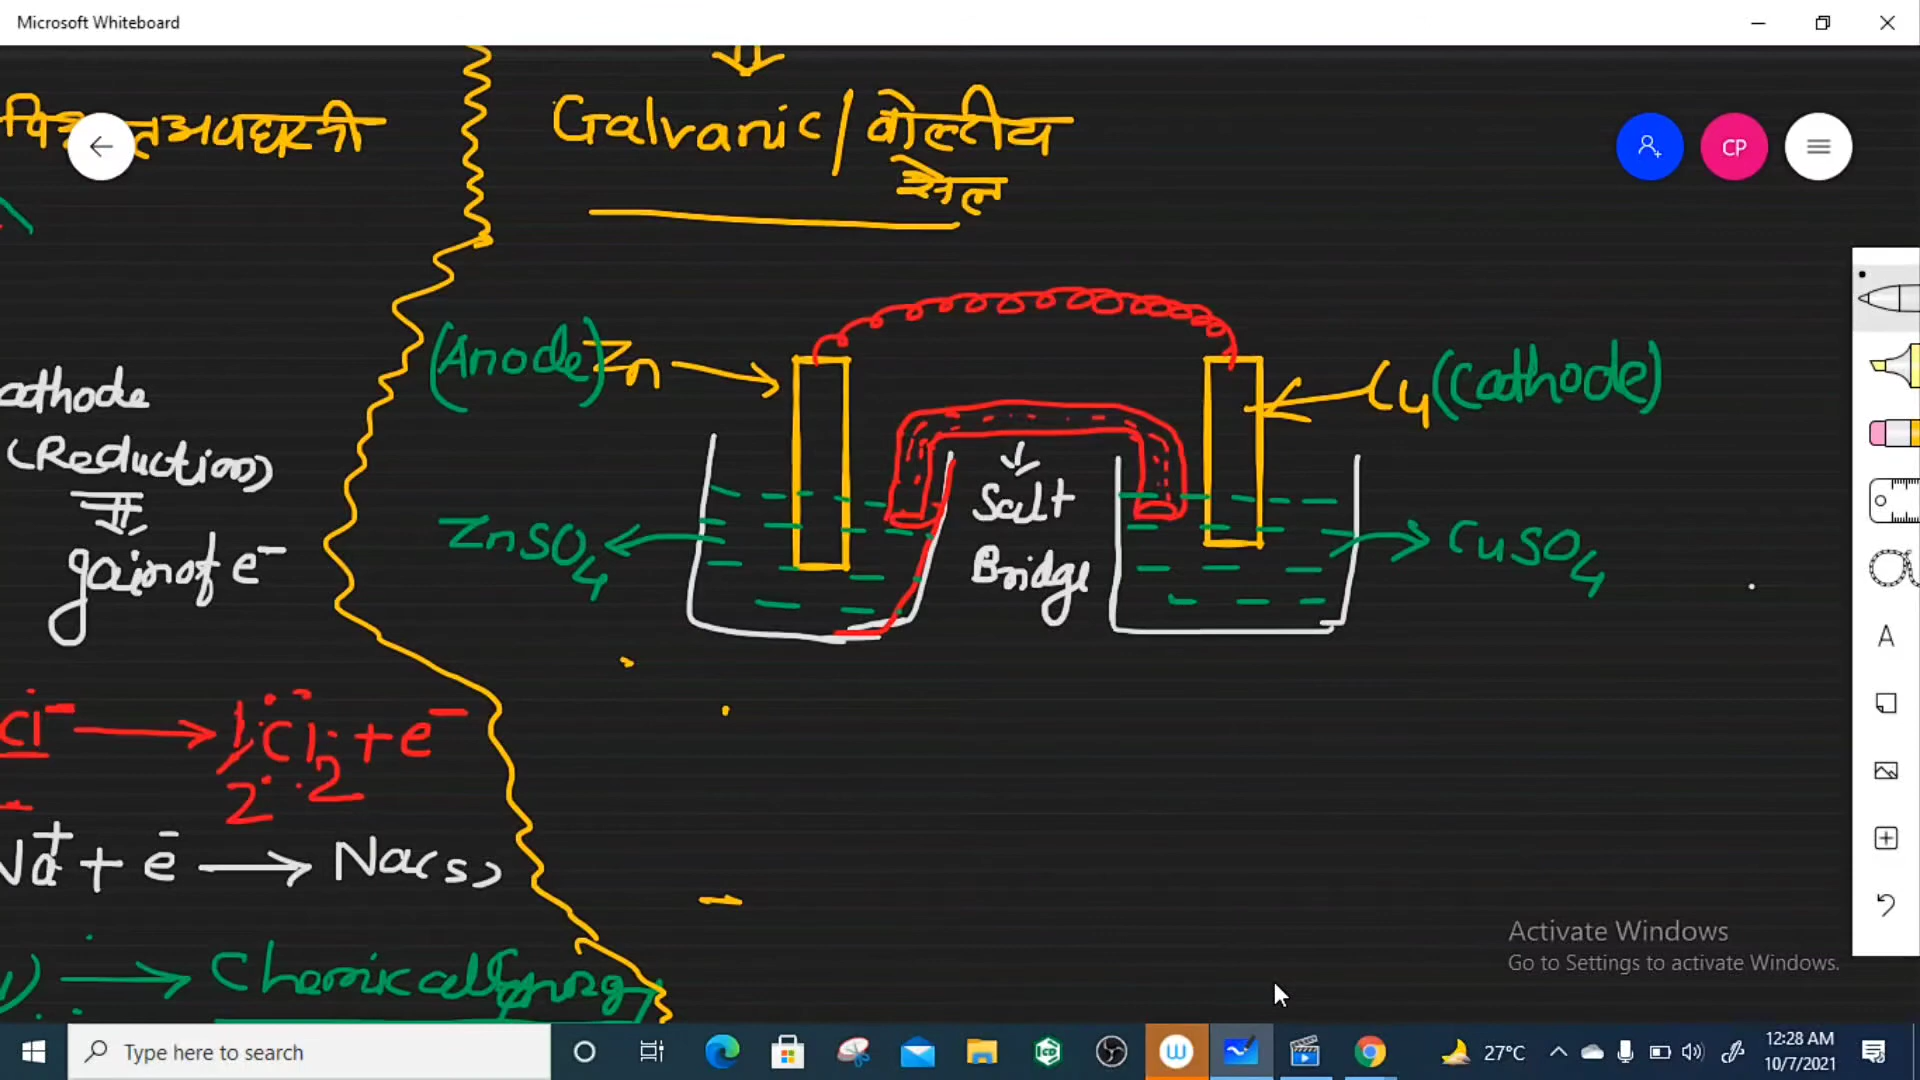 Microsoft Whiteboard
Galvanic / वोल्टीय
सेल
CP
(Anode) Zn
Cu (Cathode)
athode
(Reduction)
gain of e⁻
Salt
Bridge
ZnSO₄
CuSO₄
Cl⁻ → 1/2 Cl₂ + e⁻
Na⁺ + e⁻ → Na(s)
→ Chemical Energy
A
Activate Windows
Go to Settings to activate Windows.
Type here to search
27°C
12:28 AM
10/7/2021